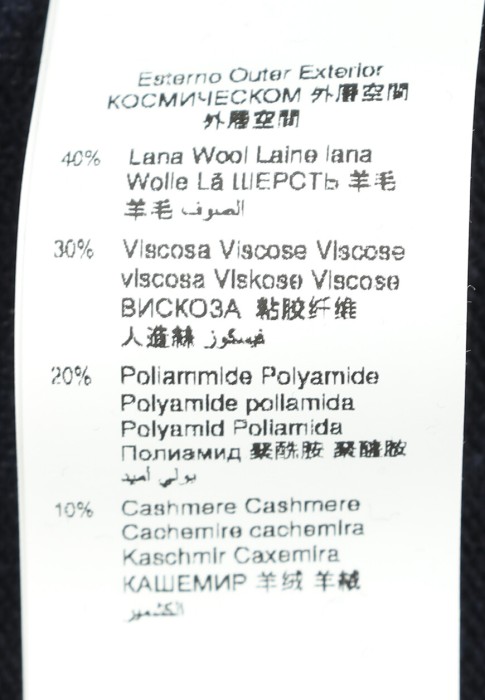 Esterno Outer Exterior
КОСМИЧЕСКОМ 外層空間
外層空間
40% Lana Wool Laine lana
Wolle Lã ШЕРСТЬ 羊毛
羊毛 الصوف
30% Viscosa Viscose Viscose
viscosa Viskose Viscose
ВИСКОЗА 粘胶纤维
人造絲 فيسكوز
20% Poliammide Polyamide
Polyamide poliamida
Polyamid Poliamida
Полиамид 聚酰胺 聚醯胺
بولي أميد
10% Cashmere Cashmere
Cachemire cachemira
Kaschmir Caxemira
КАШЕМИР 羊绒 羊絨
الكشمير